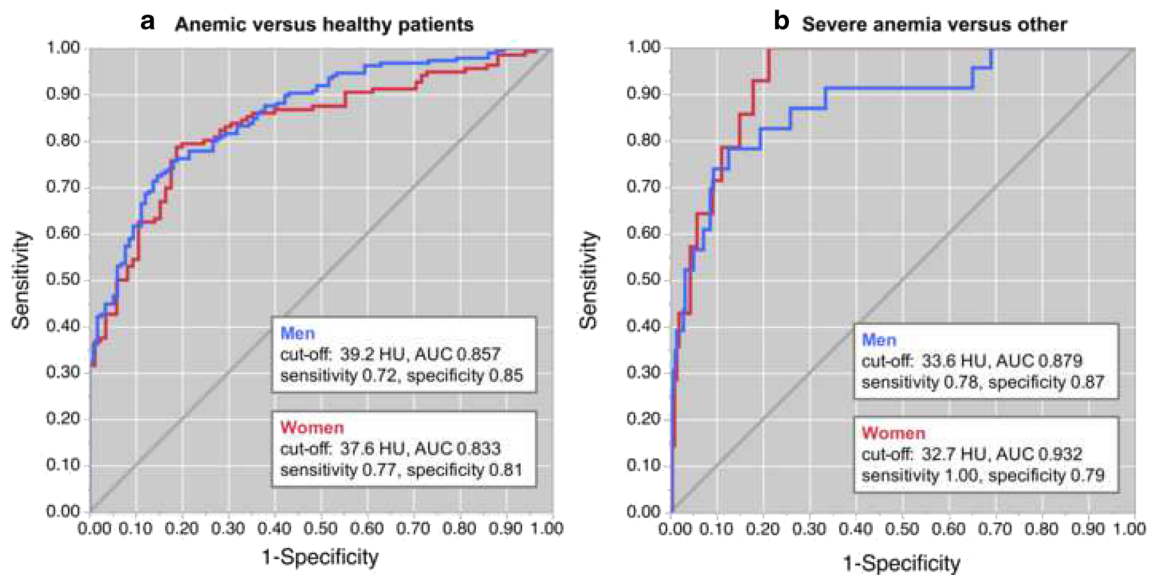 a Anemic versus healthy patients
1.00
0.90
0.80
0.70
0.60
0.50
0.40
0.30
0.20
0.10
0.00
Sensitivity
Men
cut-off: 39.2 HU, AUC 0.857
sensitivity 0.72, specificity 0.85
Women
cut-off: 37.6 HU, AUC 0.833
sensitivity 0.77, specificity 0.81
0.00 0.10 0.20 0.30 0.40 0.50 0.60 0.70 0.80 0.90 1.00
1-Specificity
b Severe anemia versus other
1.00
0.90
0.80
0.70
0.60
0.50
0.40
0.30
0.20
0.10
0.00
Sensitivity
Men
cut-off: 33.6 HU, AUC 0.879
sensitivity 0.78, specificity 0.87
Women
cut-off: 32.7 HU, AUC 0.932
sensitivity 1.00, specificity 0.79
0.00 0.10 0.20 0.30 0.40 0.50 0.60 0.70 0.80 0.90 1.00
1-Specificity